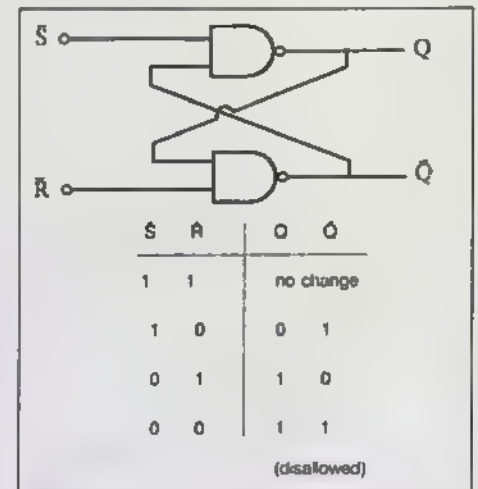 S̄ Q
R̄ Q̄
S̄ R̄ Q Q̄
1 1 no change
1 0 0 1
0 1 1 0
0 0 1 1
(disallowed)